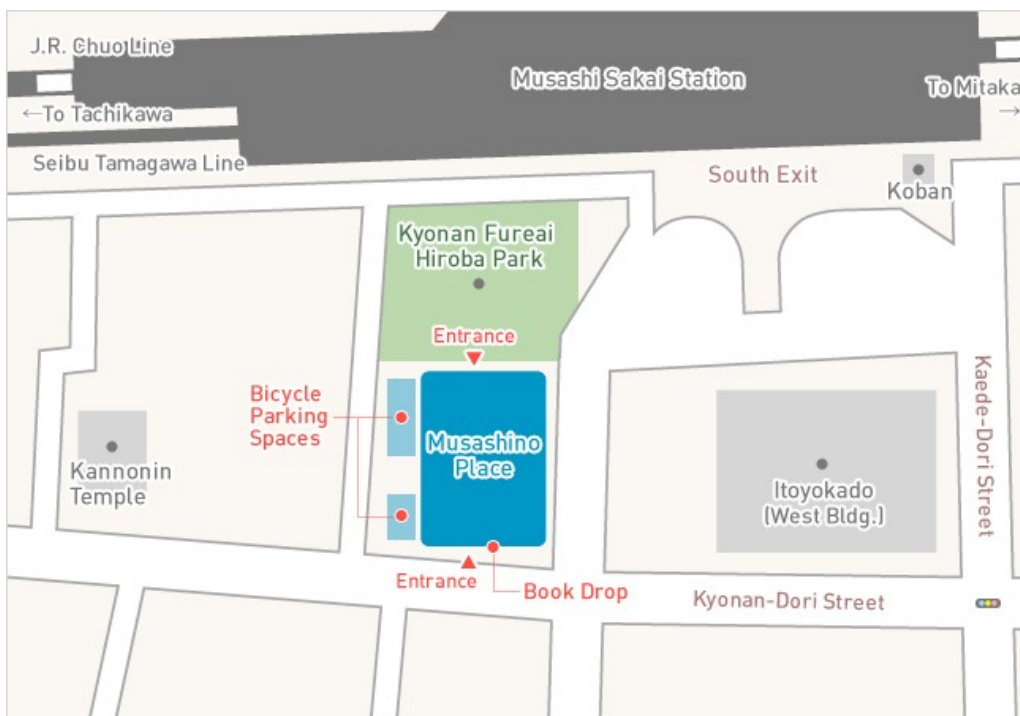 J.R. Chuo Line
Musashi Sakai Station
To Mitaka
→
←To Tachikawa
Seibu Tamagawa Line
South Exit
Koban
Kyonan Fureai
Hiroba Park
Entrance
Bicycle
Parking
Spaces
Musashino
Place
Kannonin
Temple
Itoyokado
(West Bldg.)
Kaede-Dori Street
Entrance
Book Drop
Kyonan-Dori Street